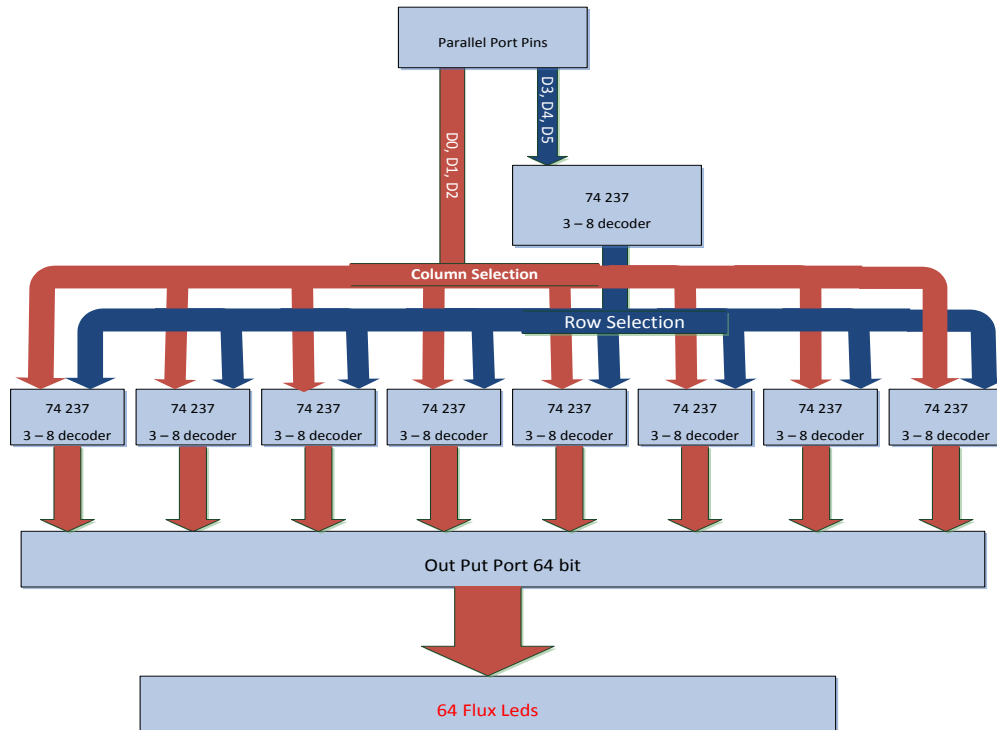 Parallel Port Pins
D0, D1, D2
D3, D4, D5
74 237
3 – 8 decoder
Column Selection
Row Selection
74 237
3 – 8 decoder
74 237
3 – 8 decoder
74 237
3 – 8 decoder
74 237
3 – 8 decoder
74 237
3 – 8 decoder
74 237
3 – 8 decoder
74 237
3 – 8 decoder
74 237
3 – 8 decoder
Out Put Port 64 bit
64 Flux Leds